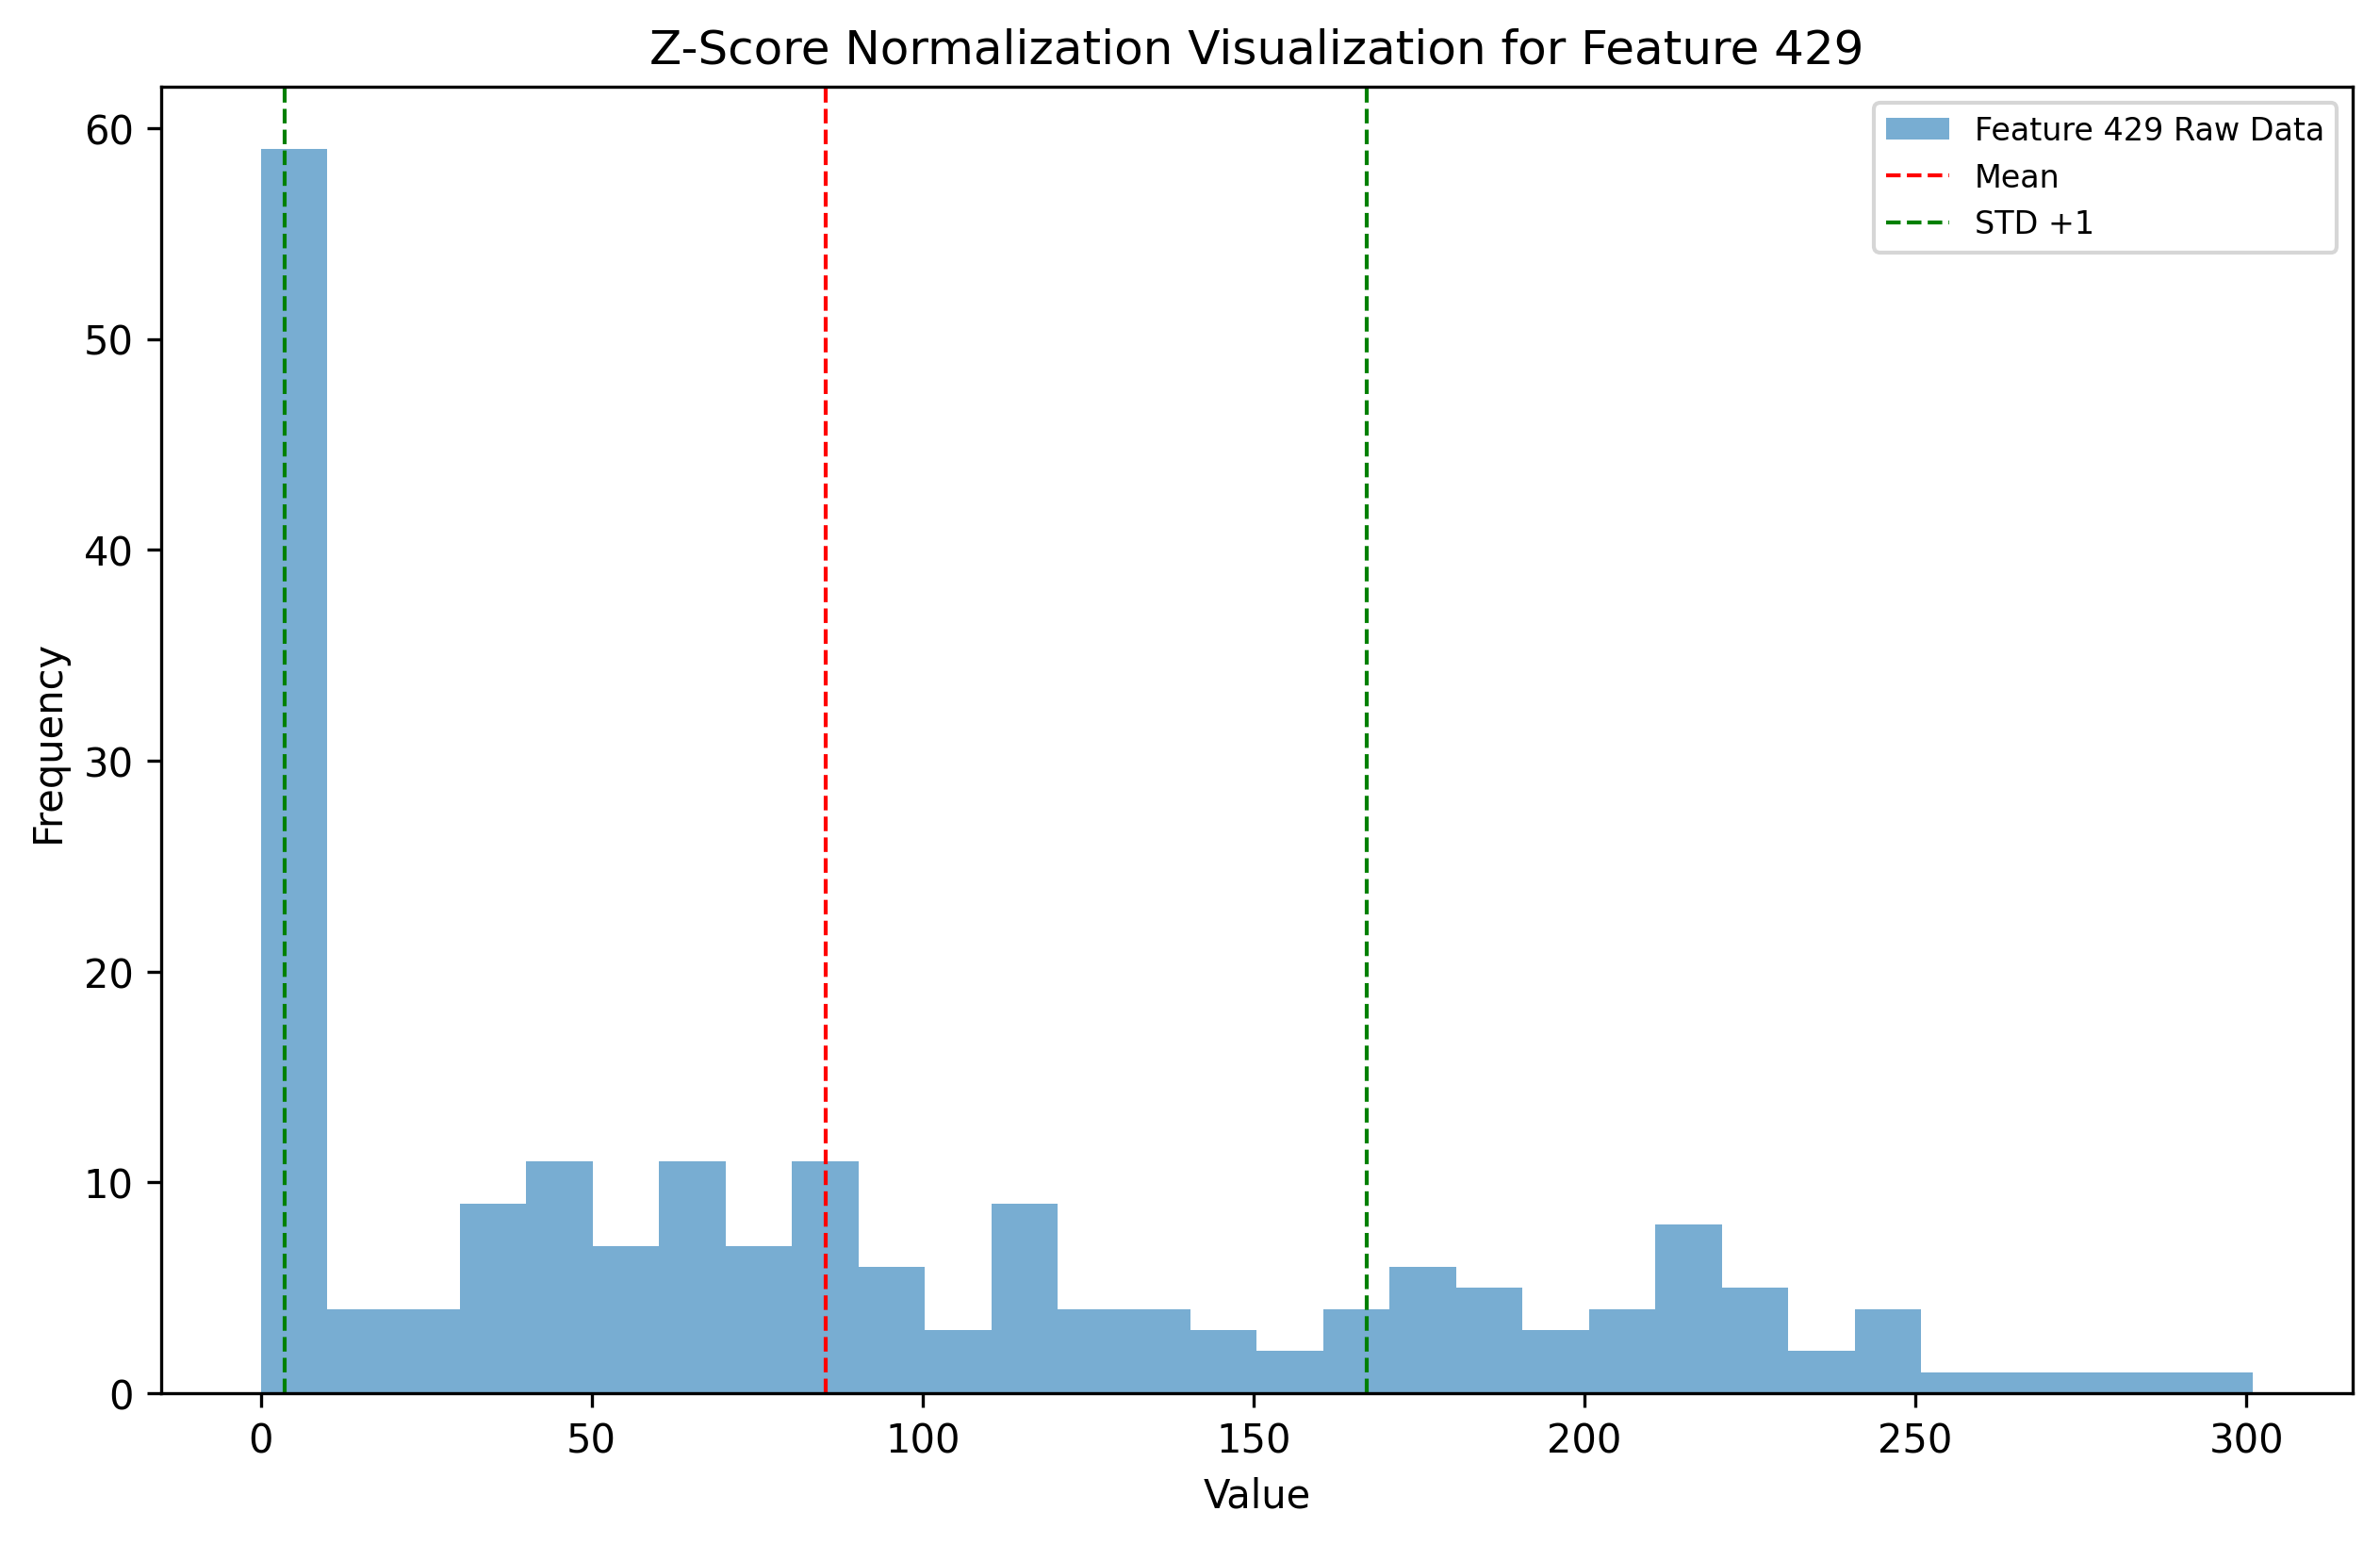 Z-Score Normalization Visualization for Feature 429
Feature 429 Raw Data
Mean
STD +1
60
50
40
30
20
10
0
Frequency
0 50 100 150 200 250 300
Value